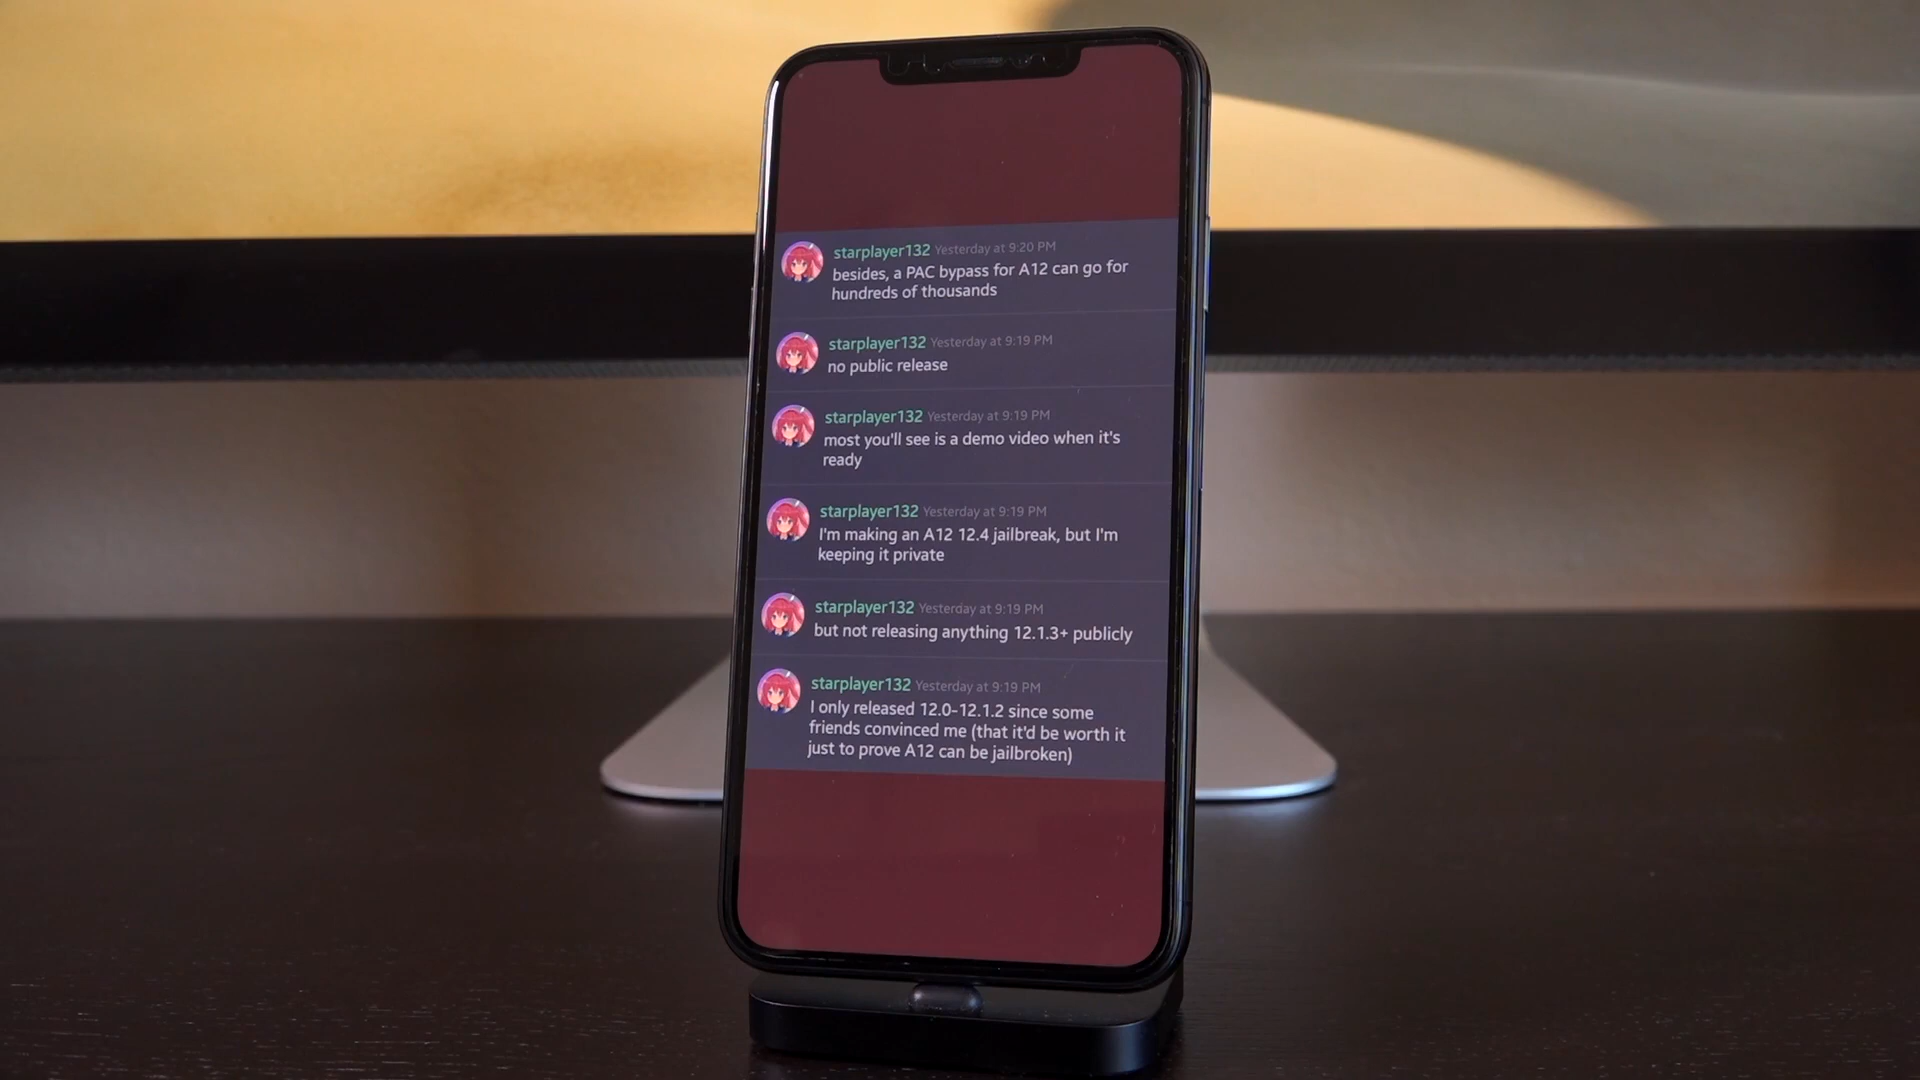 starplayer132 Yesterday at 9:20 PM
besides, a PAC bypass for A12 can go for
hundreds of thousands
starplayer132 Yesterday at 9:19 PM
no public release
starplayer132 Yesterday at 9:19 PM
most you'll see is a demo video when it's
ready
starplayer132 Yesterday at 9:19 PM
I'm making an A12 12.4 jailbreak, but I'm
keeping it private
starplayer132 Yesterday at 9:19 PM
but not releasing anything 12.1.3+ publicly
starplayer132 Yesterday at 9:19 PM
I only released 12.0-12.1.2 since some
friends convinced me (that it'd be worth it
just to prove A12 can be jailbroken)